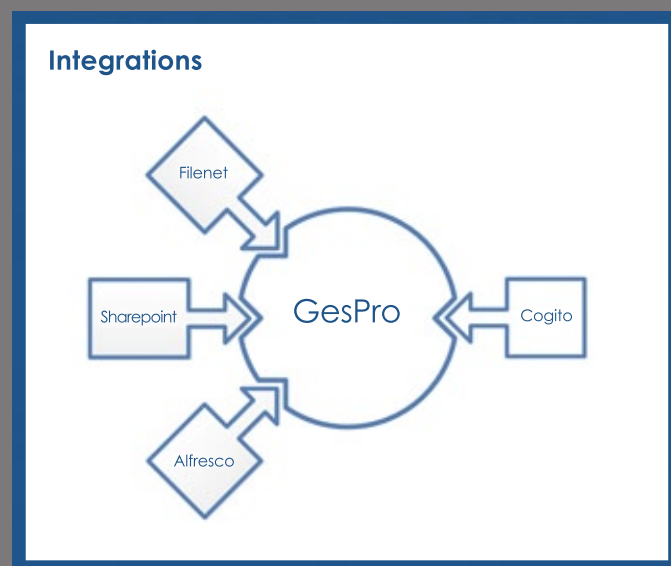 Integrations
Filenet
Sharepoint
GesPro
Cogito
Alfresco